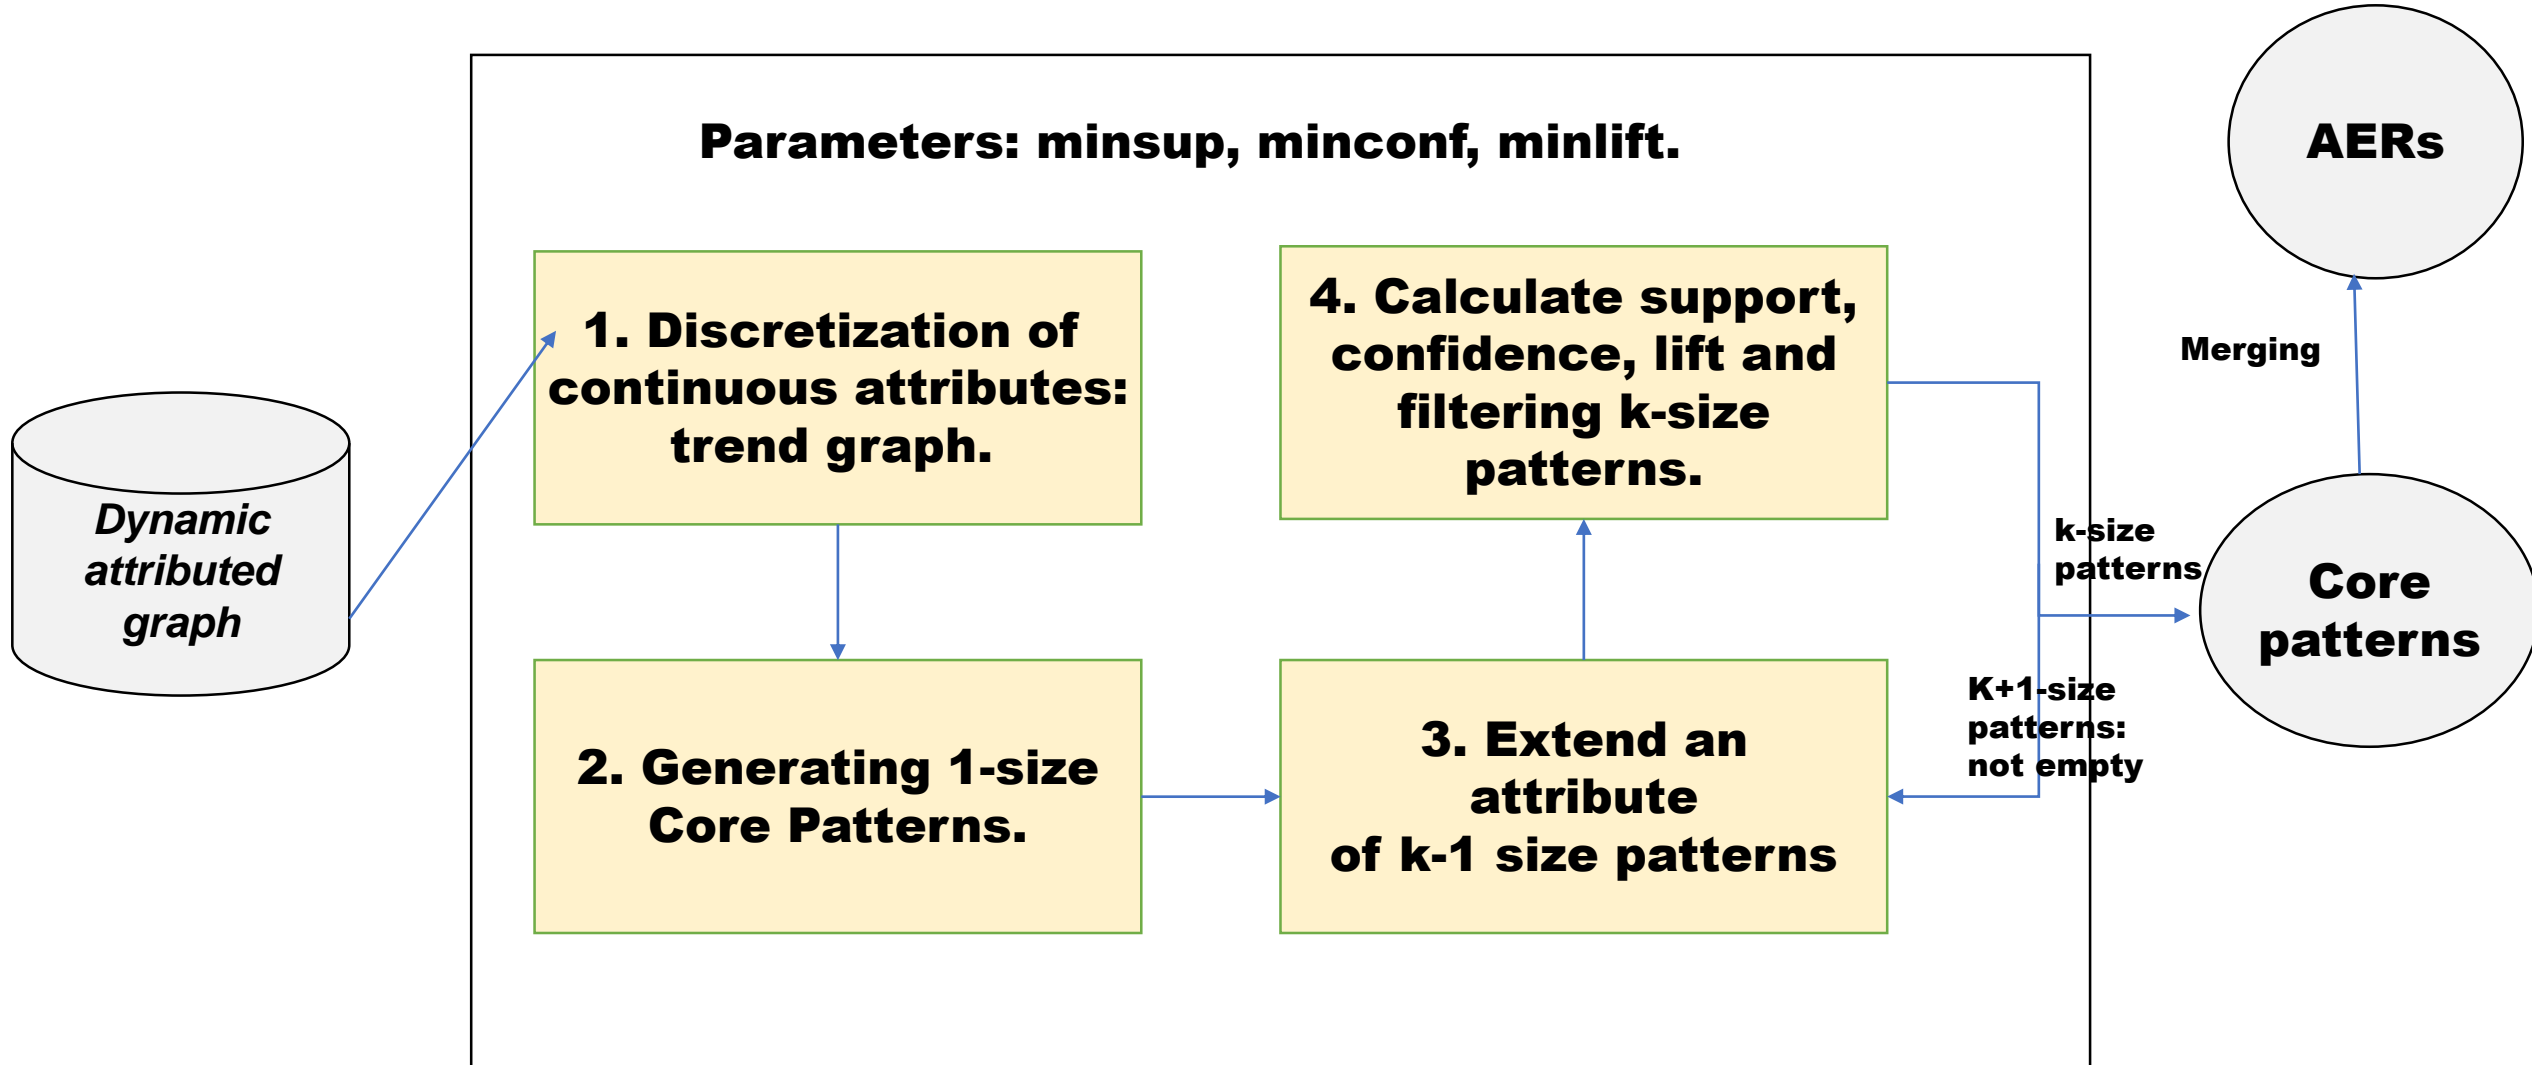 Parameters: minsup, minconf, minlift.
Dynamic
attributed
graph
1. Discretization of
continuous attributes:
trend graph.
2. Generating 1-size
Core Patterns.
3. Extend an
attribute
of k-1 size patterns
4. Calculate support,
confidence, lift and
filtering k-size
patterns.
k-size
patterns
K+1-size
patterns:
not empty
Core
patterns
Merging
AERs